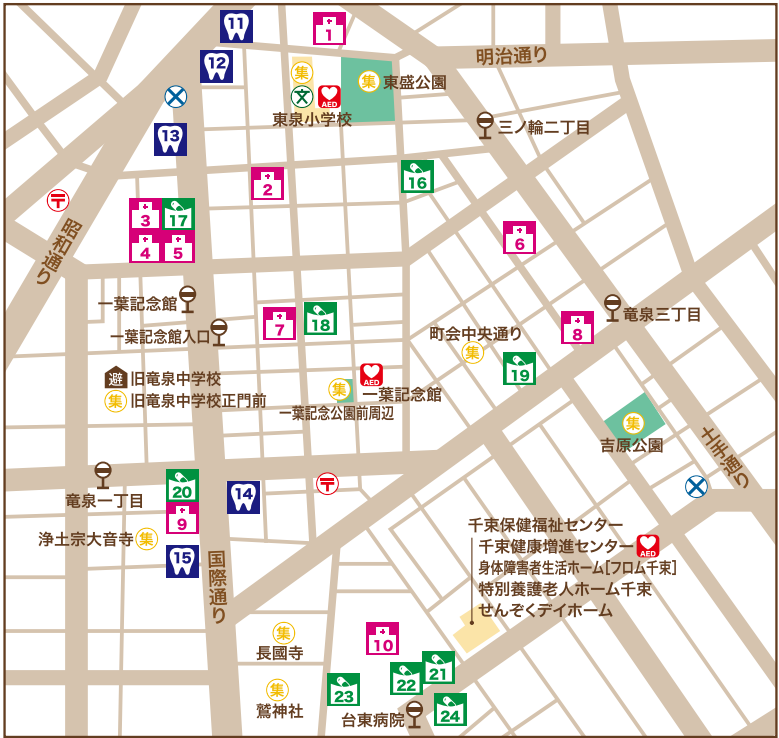 11
1
明治通り
12
集
集
東盛公園
文
AED
東泉小学校
三ノ輪二丁目
13
2
16
〒
3
17
昭和通り
4
5
6
一葉記念館
一葉記念館入口
7
18
竜泉三丁目
8
町会中央通り
集
19
避
旧竜泉中学校
集
旧竜泉中学校正門前
AED
集
一葉記念館
一葉記念公園前周辺
集
吉原公園
土手通り
竜泉一丁目
20
14
〒
9
浄土宗大音寺
集
15
国際通り
千束保健福祉センター
千束健康増進センター
AED
身体障害者生活ホーム[フロム千束]
特別養護老人ホーム千束
せんぞくデイホーム
集
長國寺
10
集
鷲神社
23
22
21
24
台東病院